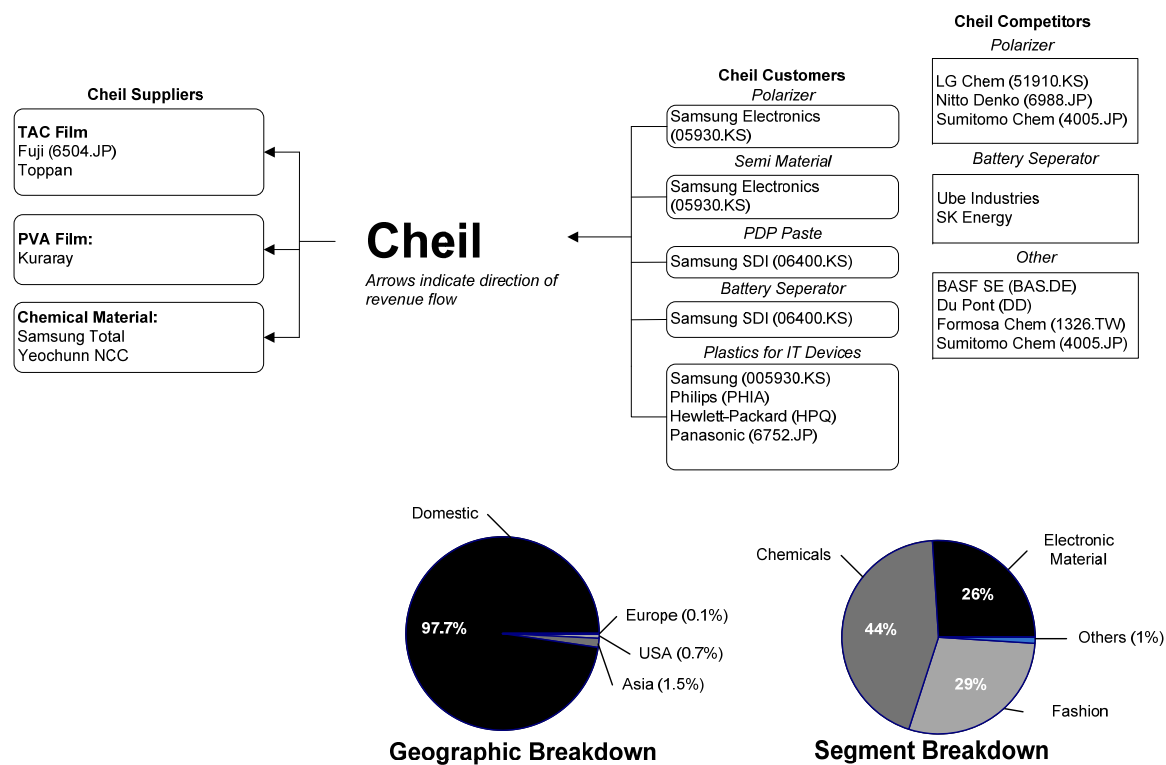 Cheil Suppliers
TAC Film
Fuji (6504.JP)
Toppan
PVA Film:
Kuraray
Chemical Material:
Samsung Total
Yeochunn NCC
Cheil
Arrows indicate direction of
revenue flow
Cheil Customers
Polarizer
Samsung Electronics
(05930.KS)
Semi Material
Samsung Electronics
(05930.KS)
PDP Paste
Samsung SDI (06400.KS)
Battery Seperator
Samsung SDI (06400.KS)
Plastics for IT Devices
Samsung (005930.KS)
Philips (PHIA)
Hewlett-Packard (HPQ)
Panasonic (6752.JP)
Cheil Competitors
Polarizer
LG Chem (51910.KS)
Nitto Denko (6988.JP)
Sumitomo Chem (4005.JP)
Battery Seperator
Ube Industries
SK Energy
Other
BASF SE (BAS.DE)
Du Pont (DD)
Formosa Chem (1326.TW)
Sumitomo Chem (4005.JP)
Domestic
97.7%
Europe (0.1%)
USA (0.7%)
Asia (1.5%)
Geographic Breakdown
Chemicals
44%
Electronic
Material
26%
Others (1%)
29%
Fashion
Segment Breakdown